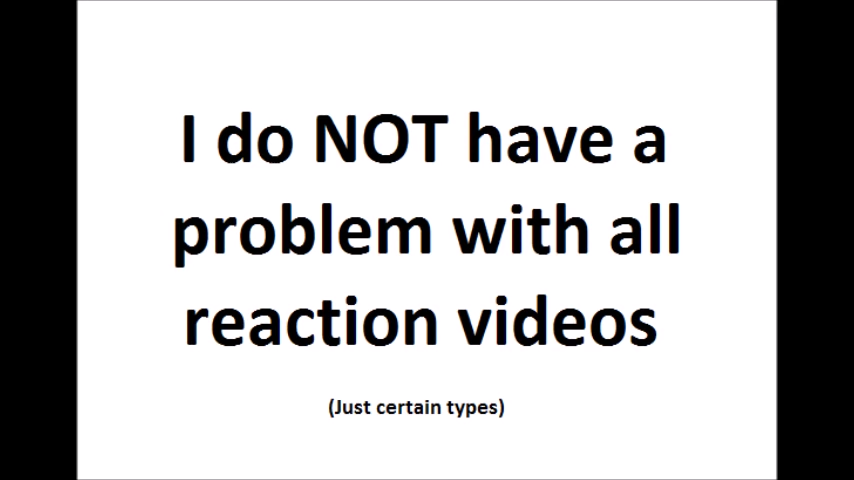 I do NOT have a
problem with all
reaction videos
(Just certain types)